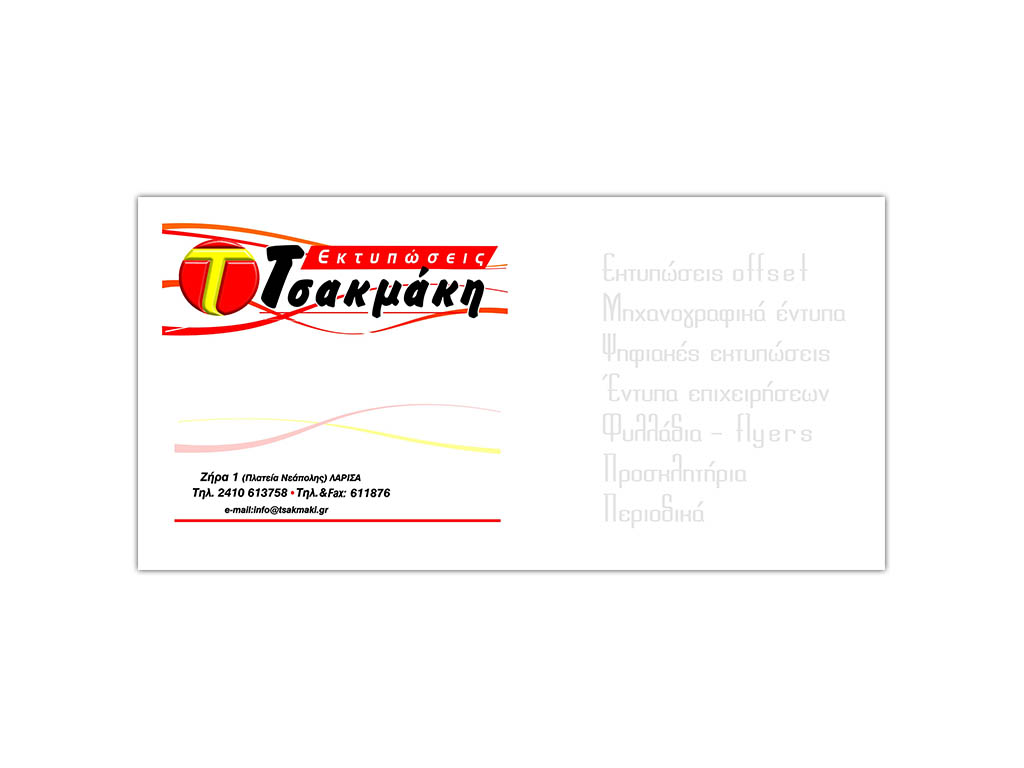 Εκτυπώσεις
Τσακμάκη
Ζήρα 1 (Πλατεία Νεάπολης) ΛΑΡΙΣΑ
Τηλ. 2410 613758 • Τηλ.&Fax: 611876
e-mail:info@tsakmaki.gr
Εκτυπώσεις offset
Μηχανογραφικά έντυπα
Ψηφιακές εκτυπώσεις
Έντυπα επιχειρήσεων
Φυλλάδια - flyers
Προσκλητήρια
Περιοδικά